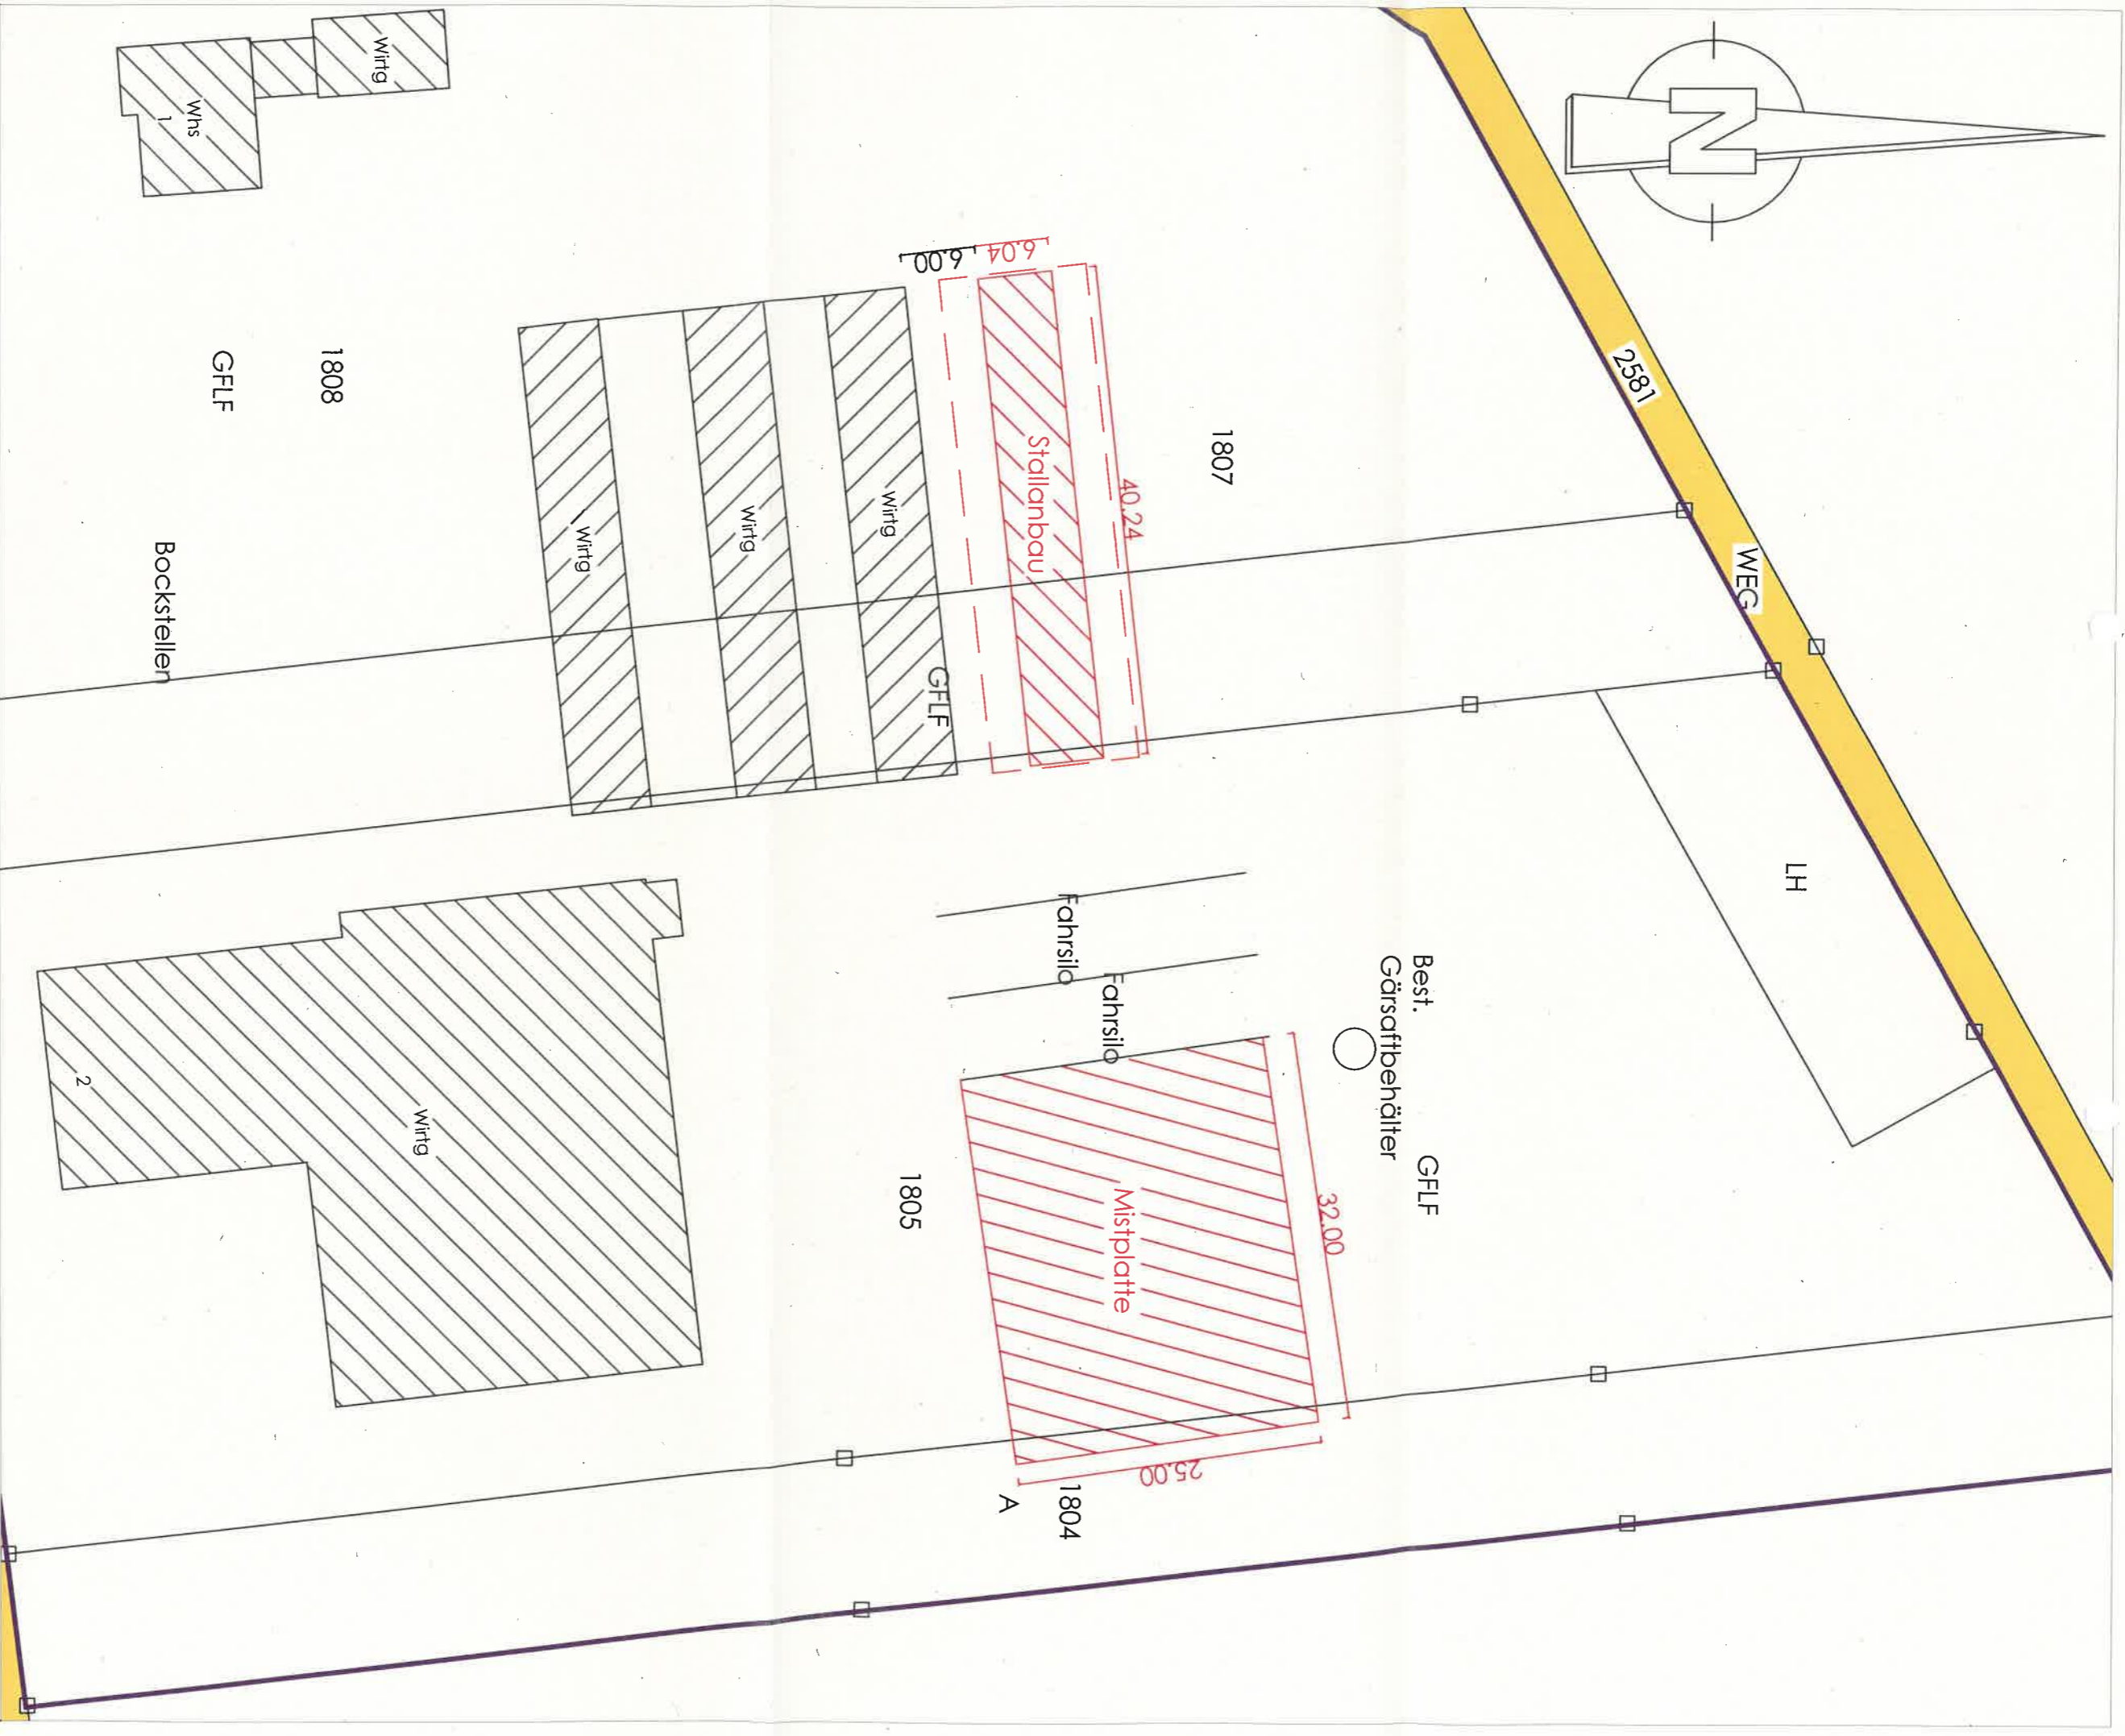 N
2581
WEG
LH
1807
40.24
6.04
6.00
Stallanbau
Wirtg
Wirtg
Wirtg
GFLF
Wirtg
Whs
1
1808
GFLF
Bockstellen
Best.
Gärsaftbehälter
GFLF
Fahrsilo
Fahrsilo
32.00
Mistplatte
25.00
1805
1804
A
Wirtg
2